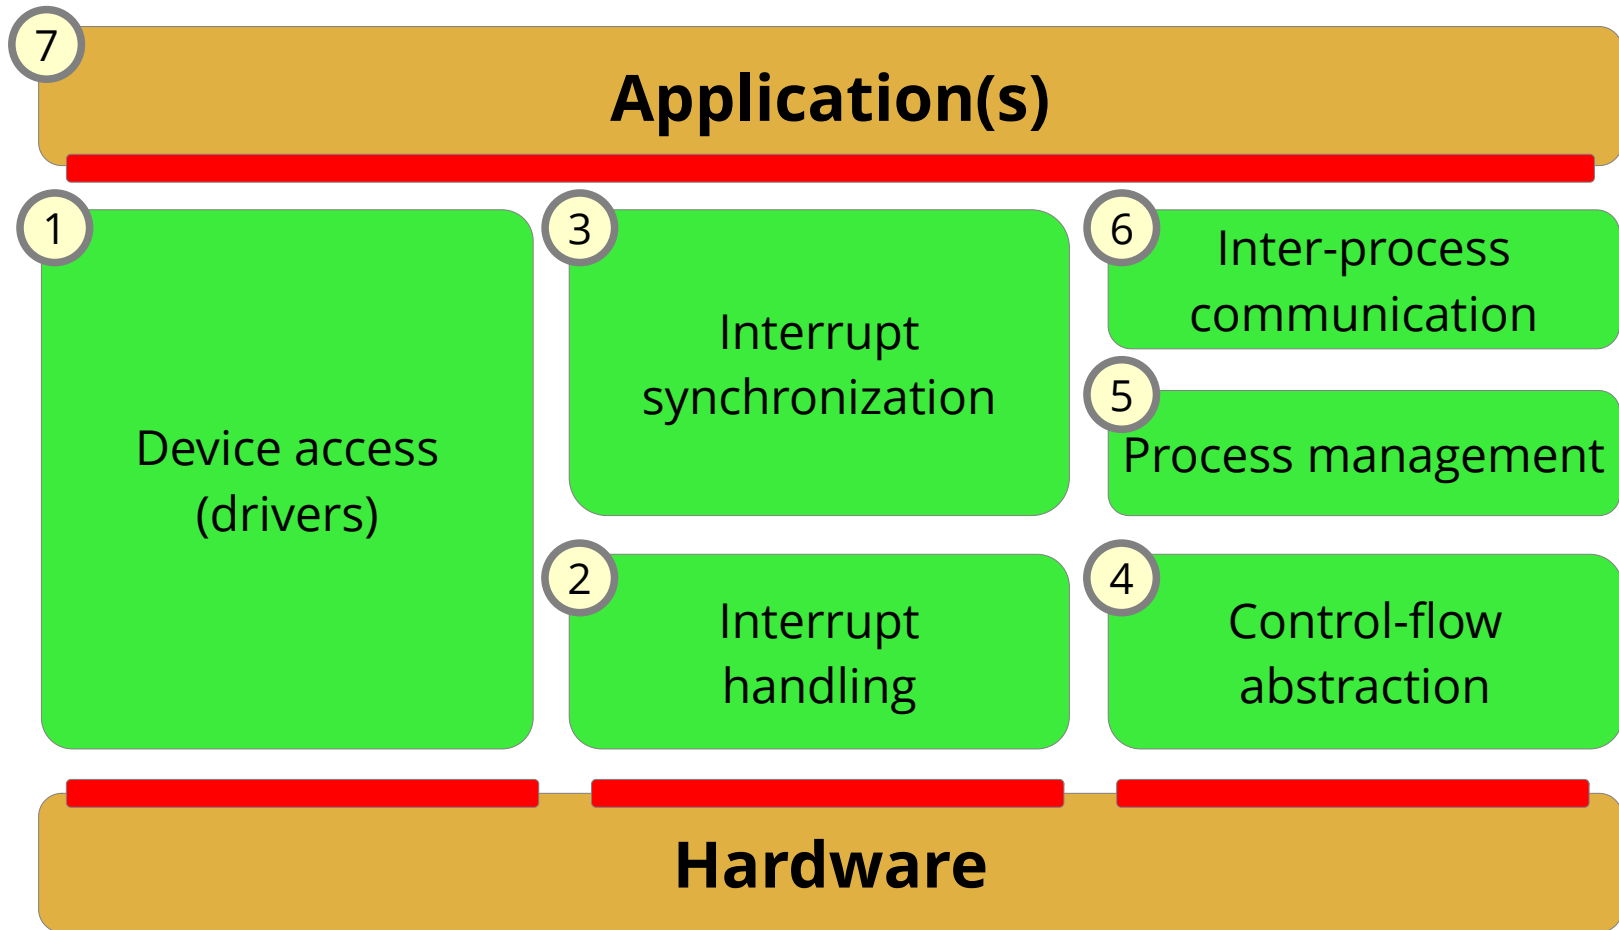 7
Application(s)
1
Device access
(drivers)
3
Interrupt
synchronization
2
Interrupt
handling
6
Inter-process
communication
5
Process management
4
Control-flow
abstraction
Hardware